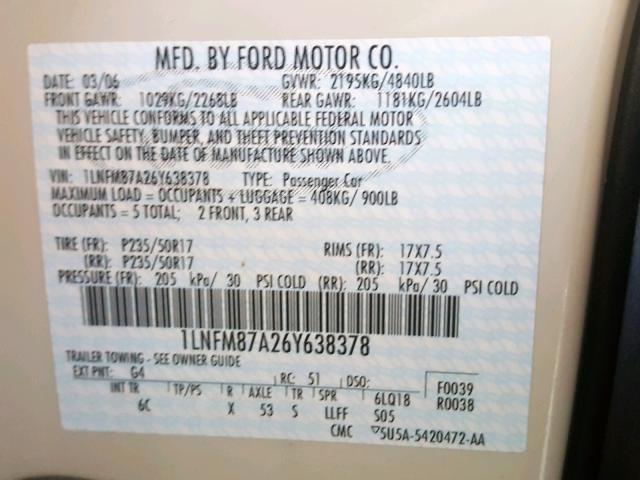 MFD. BY FORD MOTOR CO.
DATE: 03/06 GVWR: 2195KG/4840LB
FRONT GAWR: 1029KG/2268LB REAR GAWR: 1181KG/2604LB
THIS VEHICLE CONFORMS TO ALL APPLICABLE FEDERAL MOTOR
VEHICLE SAFETY, BUMPER, AND THEFT PREVENTION STANDARDS
IN EFFECT ON THE DATE OF MANUFACTURE SHOWN ABOVE.
VIN: 1LNFM87A26Y638378 TYPE: Passenger Car
MAXIMUM LOAD = OCCUPANTS + LUGGAGE = 408KG/ 900LB
OCCUPANTS = 5 TOTAL; 2 FRONT, 3 REAR
TIRE (FR): P235/50R17 RIMS (FR): 17X7.5
(RR): P235/50R17 (RR): 17X7.5
PRESSURE (FR): 205 kPa/ 30 PSI COLD (RR): 205 kPa/ 30 PSI COLD
1LNFM87A26Y638378
TRAILER TOWING - SEE OWNER GUIDE
EXT PNT: G4 RC: 51 DSO: F0039
INT TR TP/PS R AXLE TR SPR 6LQ18 R0038
6C X 53 S LLFF S05
CMC ▽5U5A-5420472-AA